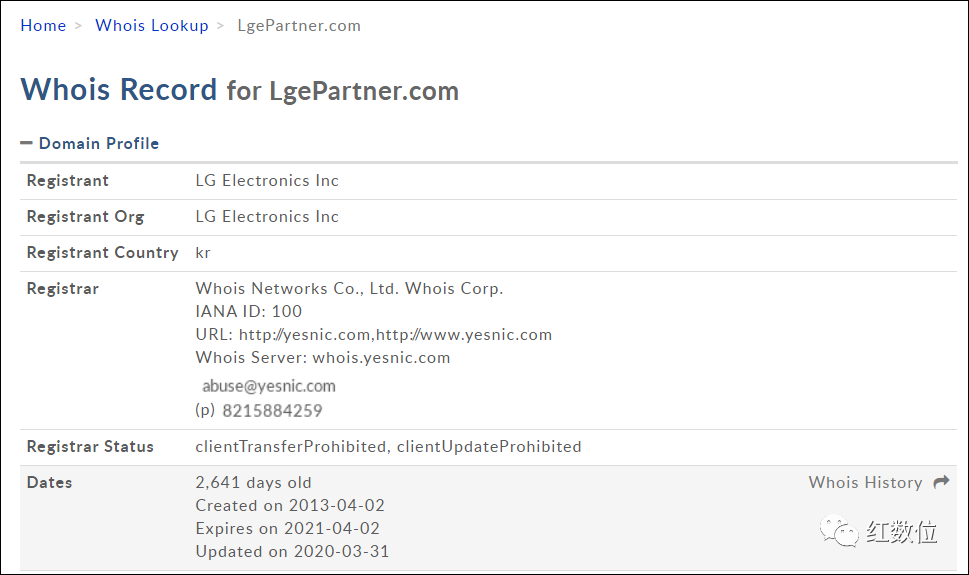 Home > Whois Lookup > LgePartner.com
Whois Record for LgePartner.com
Domain Profile
Registrant LG Electronics Inc
Registrant Org LG Electronics Inc
Registrant Country kr
Registrar Whois Networks Co., Ltd. Whois Corp.
IANA ID: 100
URL: http://yesnic.com,http://www.yesnic.com
Whois Server: whois.yesnic.com
abuse@yesnic.com
(p) 8215884259
Registrar Status clientTransferProhibited, clientUpdateProhibited
Dates 2,641 days old Whois History
Created on 2013-04-02
Expires on 2021-04-02
Updated on 2020-03-31
红数位